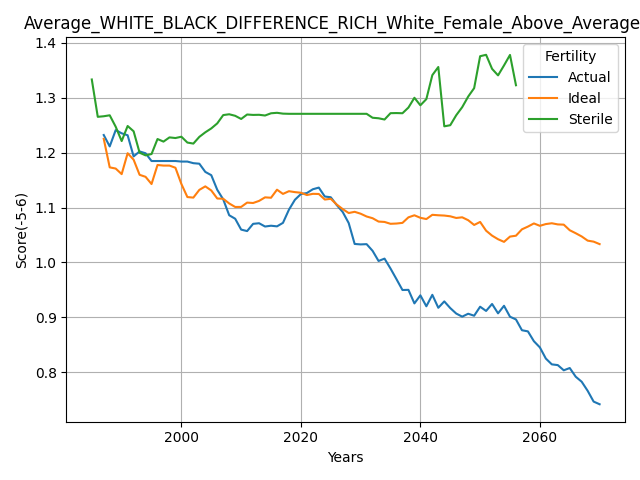 Average_WHITE_BLACK_DIFFERENCE_RICH_White_Female_Above_Average
Score(-5-6)
1.4
1.3
1.2
1.1
1.0
0.9
0.8
Fertility
Actual
Ideal
Sterile
2000 2020 2040 2060
Years